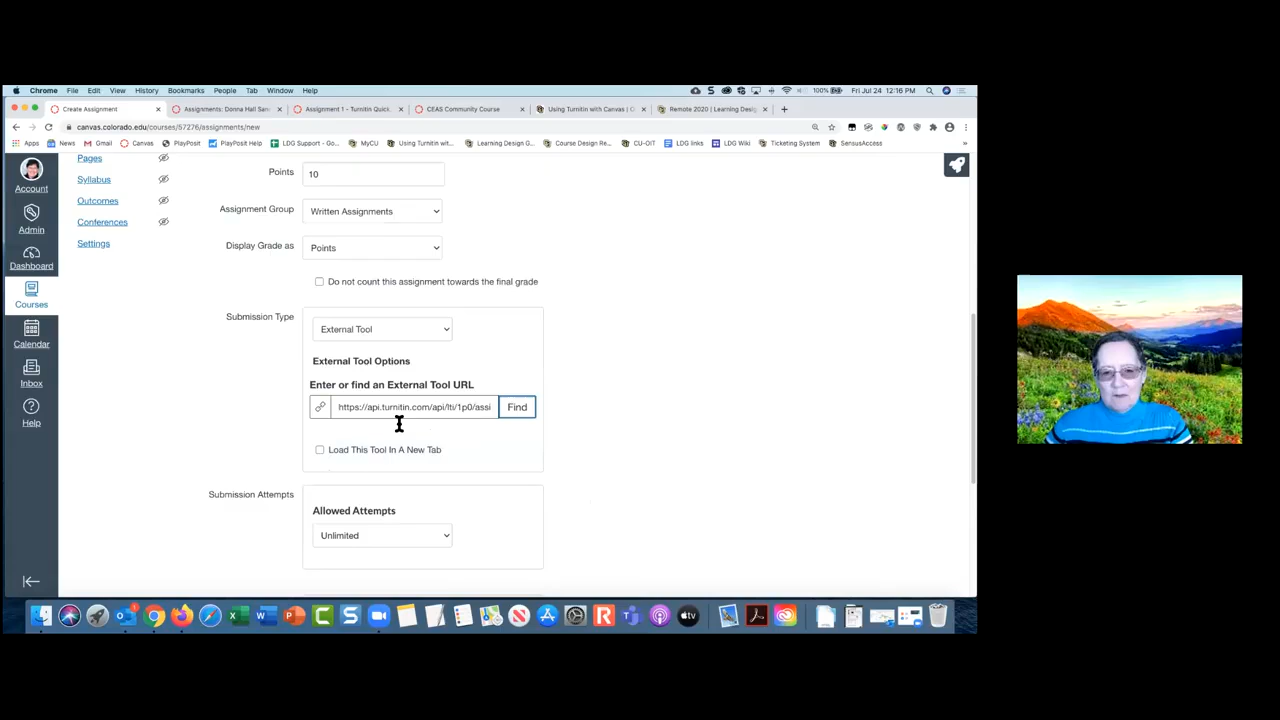 Chrome File Edit View History Bookmarks People Tab Window Help 100% Fri Jul 24 12:16 PM
Create Assignment Assignments: Donna Hall San Assignment 1 - Turnitin Quick CEAS Community Course Using Turnitin with Canvas | O Remote 2020 | Learning Desig
canvas.colorado.edu/courses/57276/assignments/new
Apps News Gmail Canvas PlayPosit PlayPosit Help LDG Support - Go... MyCU Using Turnitin wit... Learning Design G... Course Design Re... CU-OIT LDG links LDG Wiki Ticketing System SensusAccess
Account
Admin
Dashboard
Courses
Calendar
Inbox
Help
Pages
Syllabus
Outcomes
Conferences
Settings
Points 10
Assignment Group Written Assignments
Display Grade as Points
Do not count this assignment towards the final grade
Submission Type External Tool
External Tool Options
Enter or find an External Tool URL
https://api.turnitin.com/api/lti/1p0/assi Find
Load This Tool In A New Tab
Submission Attempts
Allowed Attempts
Unlimited